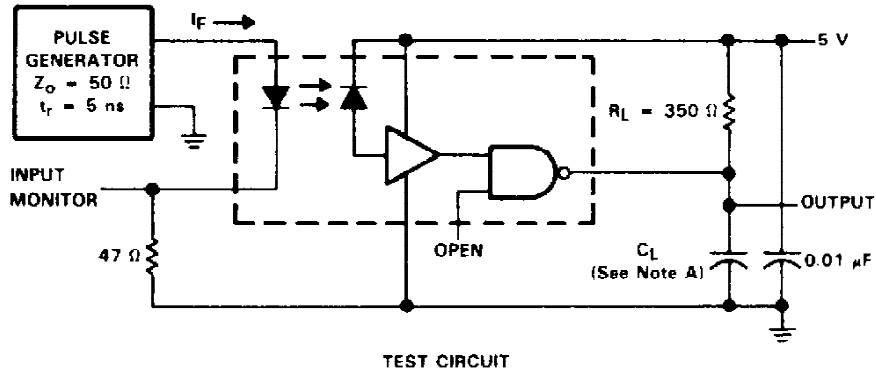 PULSE
GENERATOR
Zo = 50 Ω
tr = 5 ns
IF
5 V
RL = 350 Ω
INPUT
MONITOR
OUTPUT
47 Ω
OPEN
CL
(See Note A)
0.01 µF
TEST CIRCUIT